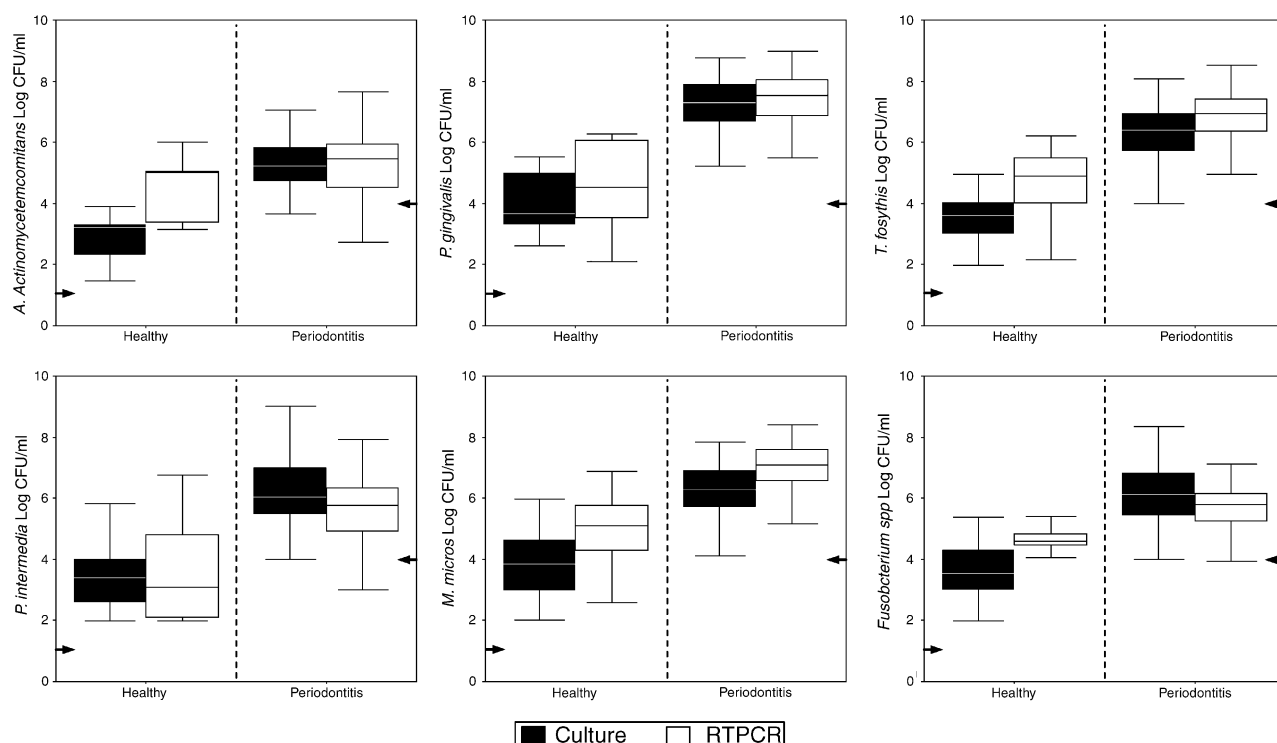 A. Actinomycetemcomitans Log CFU/ml
10
8
6
4
2
0
Healthy
Periodontitis
P. gingivalis Log CFU/ml
10
8
6
4
2
0
Healthy
Periodontitis
T. fosythis Log CFU/ml
10
8
6
4
2
0
Healthy
Periodontitis
P. intermedia Log CFU/ml
10
8
6
4
2
0
Healthy
Periodontitis
M. micros Log CFU/ml
10
8
6
4
2
0
Healthy
Periodontitis
Fusobcterium spp Log CFU/ml
10
8
6
4
2
0
Healthy
Periodontitis
Culture RTPCR